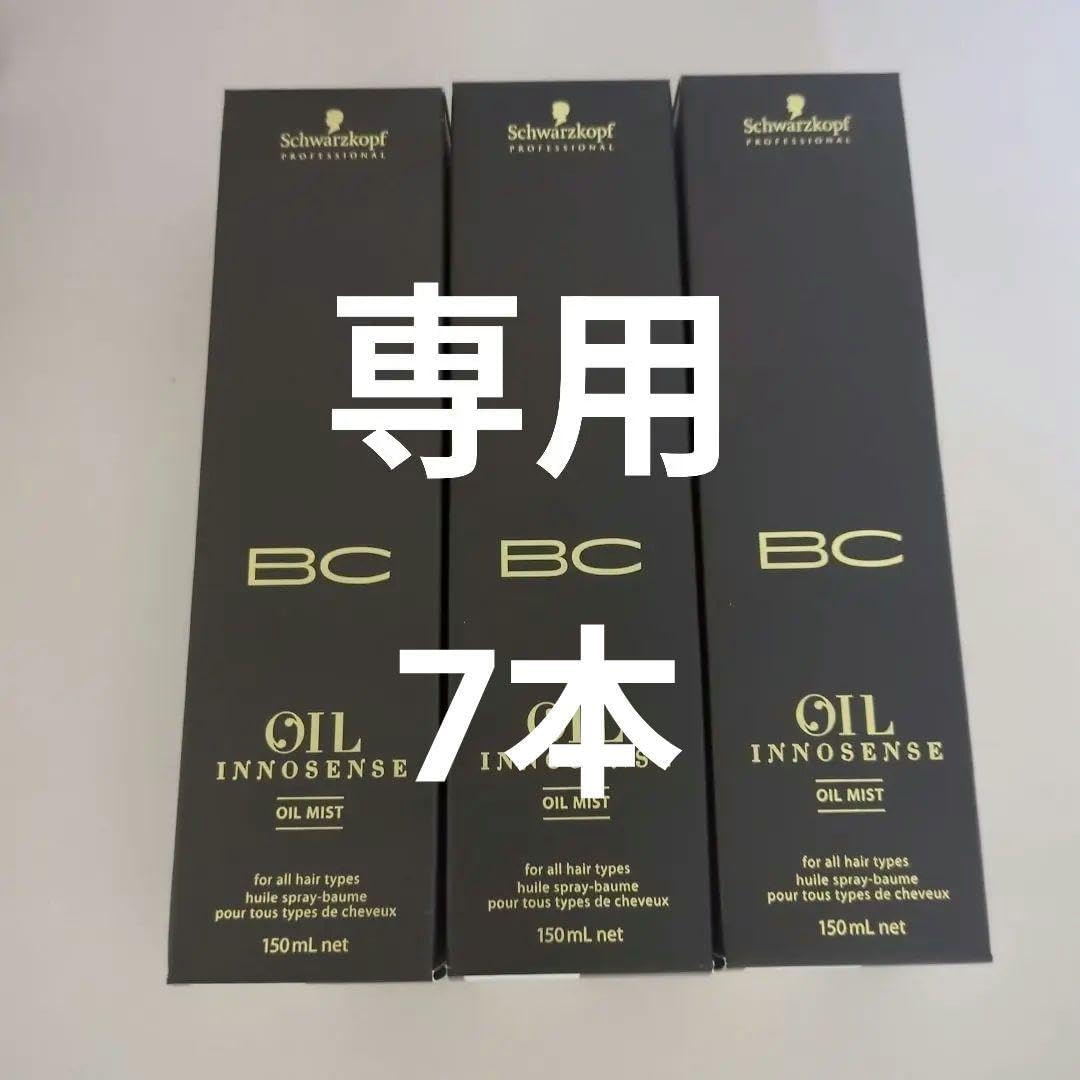 Schwarzkopf
PROFESSIONAL
Schwarzkopf
PROFESSIONAL
Schwarzkopf
PROFESSIONAL
専用
BC
BC
BC
7本
OIL
INNOSENSE
OIL MIST
for all hair types
huile spray-baume
pour tous types de cheveux
150mL net
OIL
INNOSENSE
OIL MIST
for all hair types
huile spray-baume
pour tous types de cheveux
150mL net
OIL
INNOSENSE
OIL MIST
for all hair types
huile spray-baume
pour tous types de cheveux
150mL net